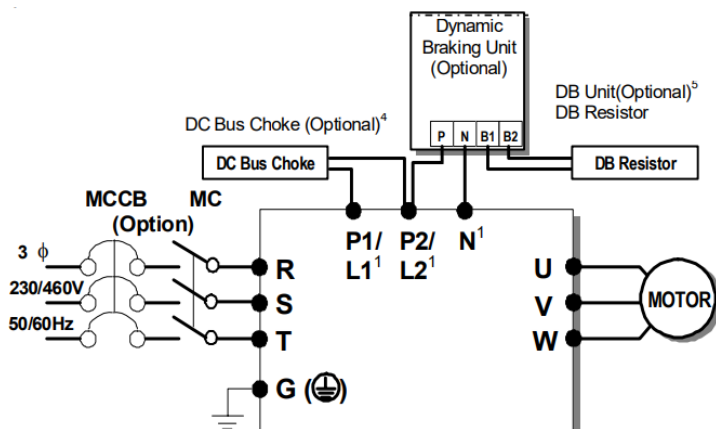 Dynamic
Braking Unit
(Optional)
DB Unit(Optional)5
DB Resistor
DC Bus Choke (Optional)4
P N B1 B2
DC Bus Choke
DB Resistor
MCCB MC
(Option)
P1/ P2/ N1
L11 L21
3 ϕ
R
U
230/460V
S
V
MOTOR
50/60Hz
T
W
G ( )